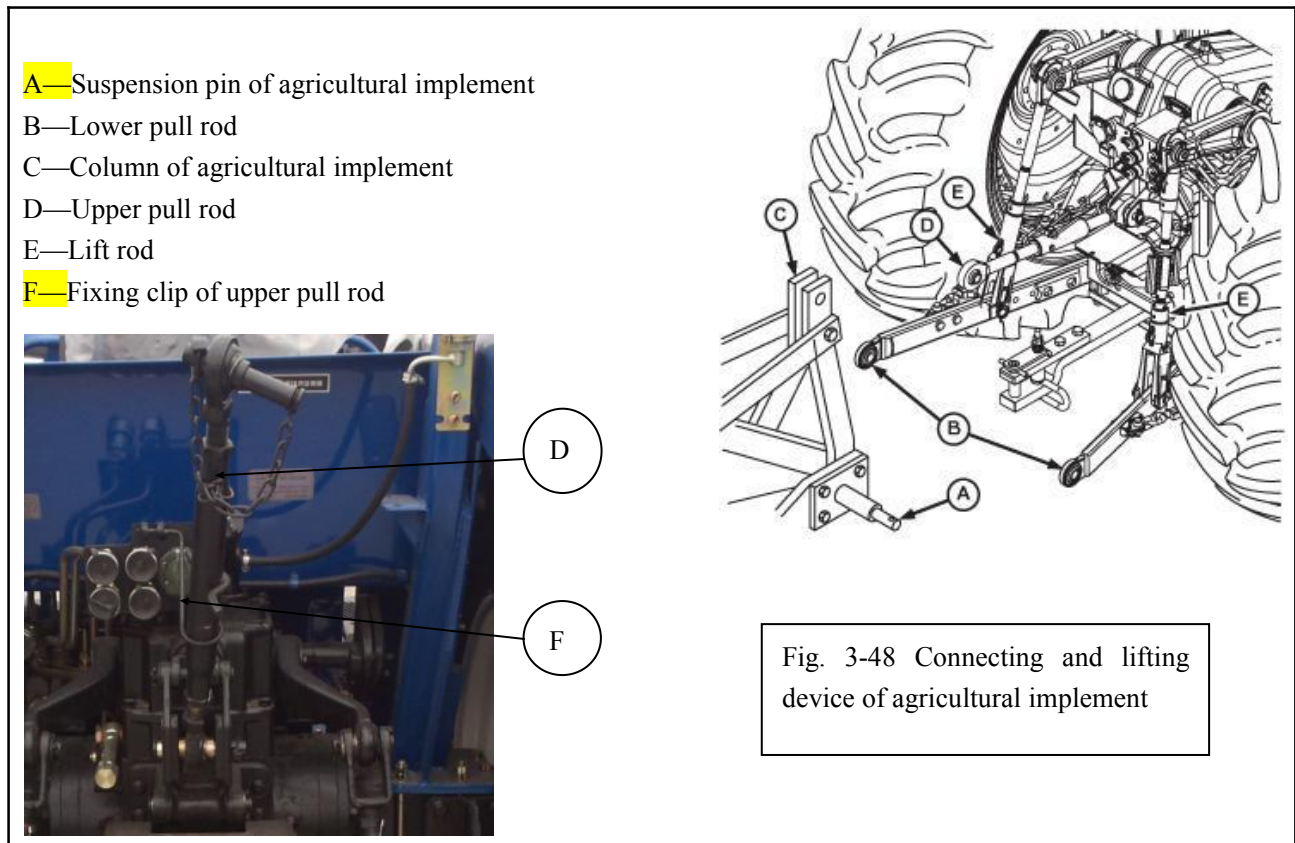 A—Suspension pin of agricultural implement
B—Lower pull rod
C—Column of agricultural implement
D—Upper pull rod
E—Lift rod
F—Fixing clip of upper pull rod
D
F
C
D
E
E
B
A
Fig. 3-48 Connecting and lifting
device of agricultural implement